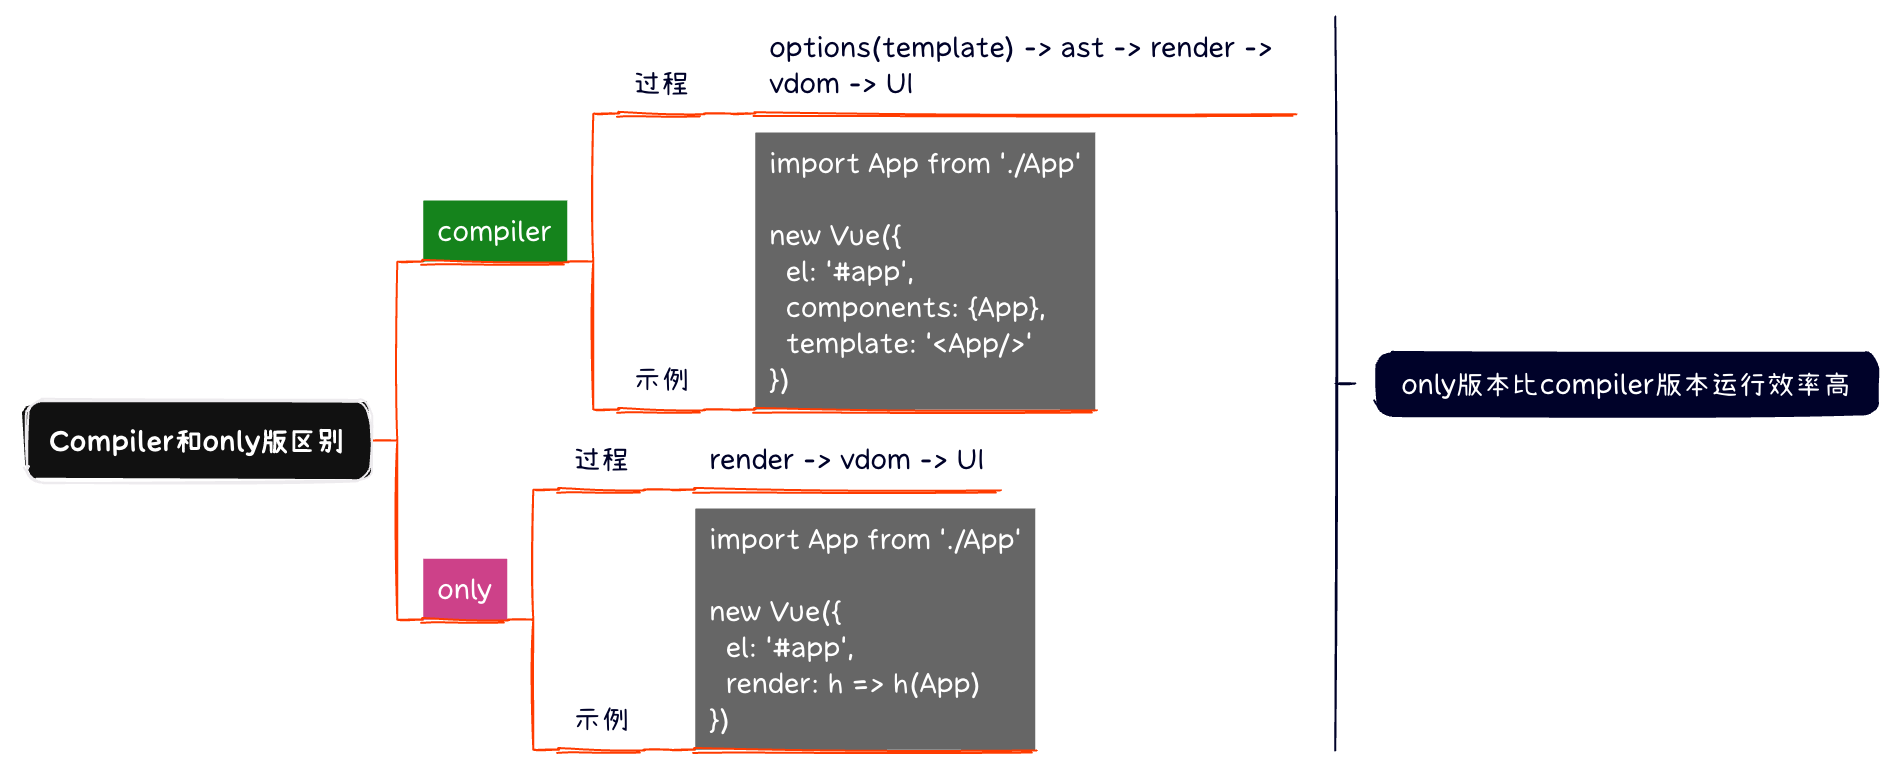 Compiler和only版区别
compiler
过程
options(template) -> ast -> render ->
vdom -> UI
示例
import App from './App'
new Vue({
  el: '#app',
  components: {App},
  template: '<App/>'
})
only
过程
render -> vdom -> UI
示例
import App from './App'
new Vue({
  el: '#app',
  render: h => h(App)
})
only版本比compiler版本运行效率高